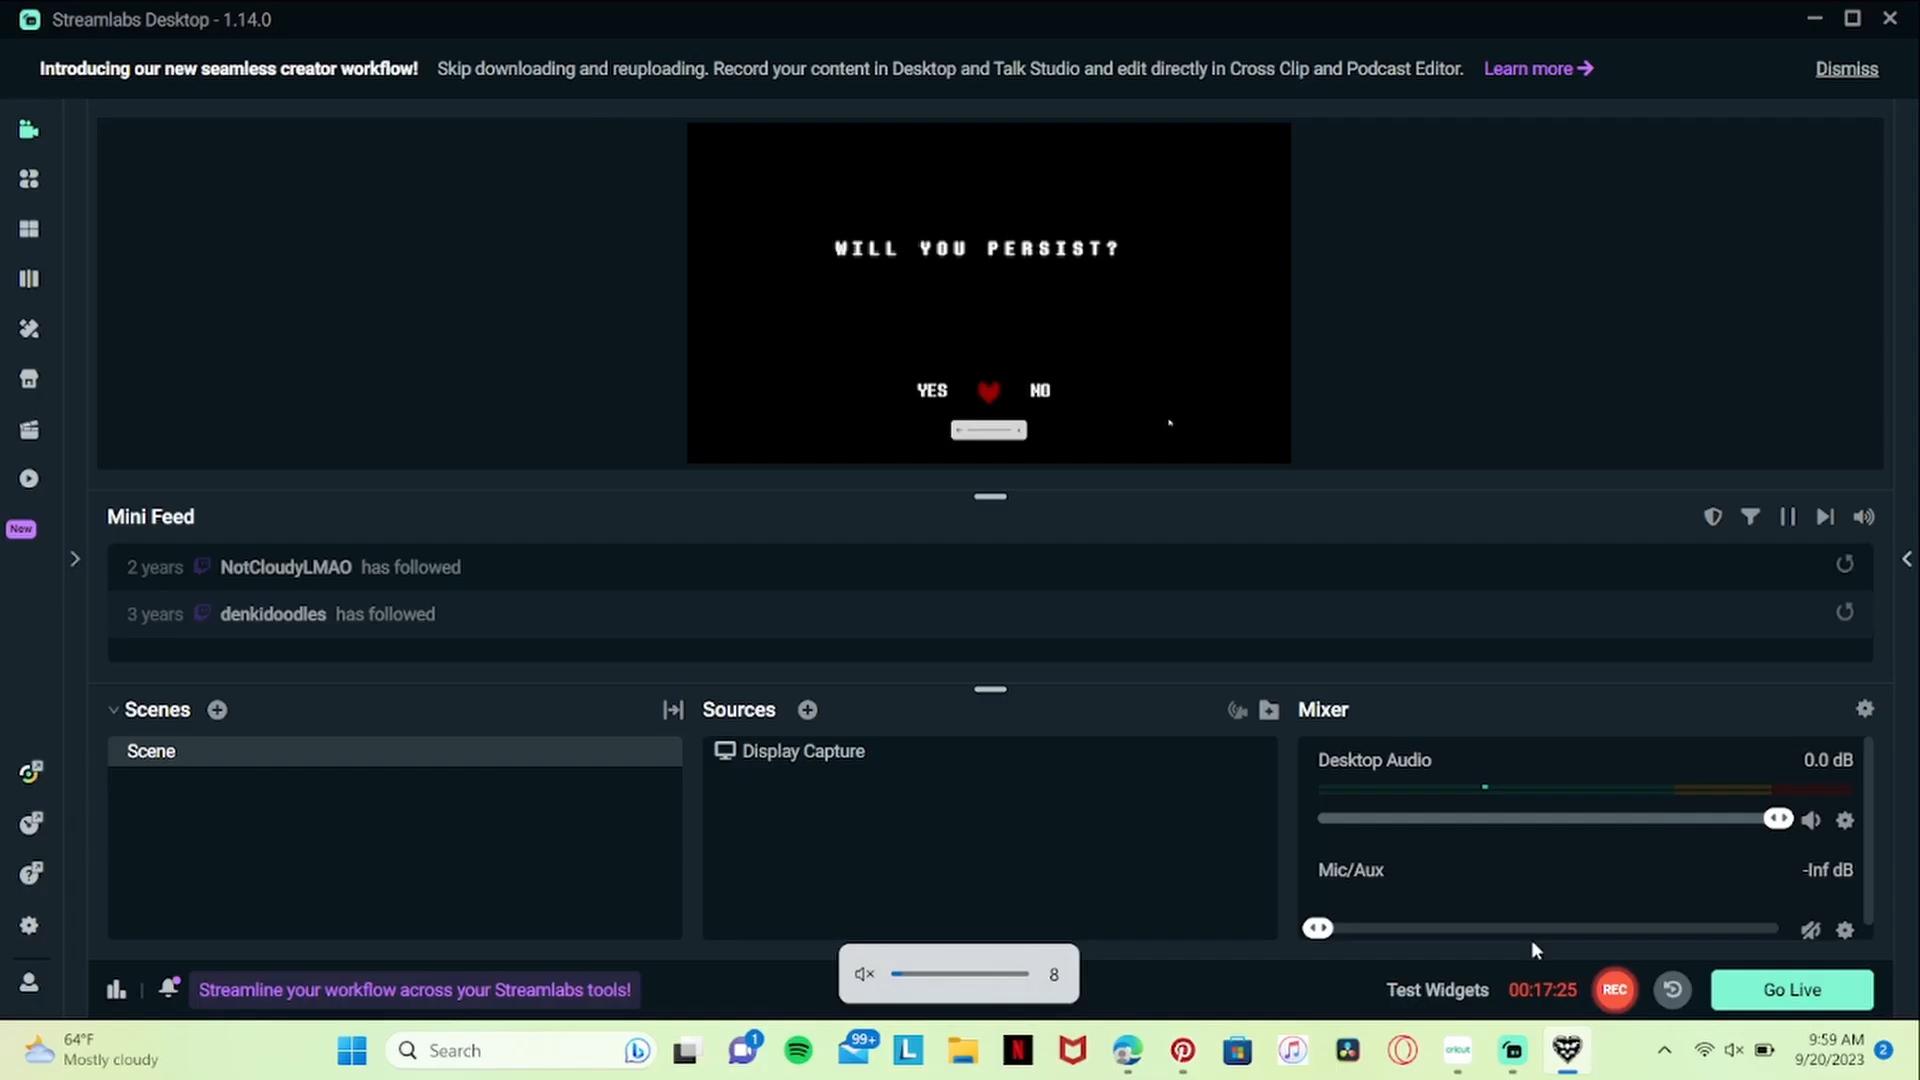 Streamlabs Desktop - 1.14.0
Introducing our new seamless creator workflow! Skip downloading and reuploading. Record your content in Desktop and Talk Studio and edit directly in Cross Clip and Podcast Editor. Learn more → Dismiss
WILL YOU PERSIST?
YES NO
Mini Feed
New
2 years NotCloudyLMAO has followed
3 years denkidoodles has followed
Scenes Sources Mixer
Scene Display Capture
Desktop Audio 0.0 dB
Mic/Aux -Inf dB
8
Streamline your workflow across your Streamlabs tools! Test Widgets 00:17:25 REC Go Live
64°F
Mostly cloudy
Search
1
99+
L
N
cricut
9:59 AM
9/20/2023
2